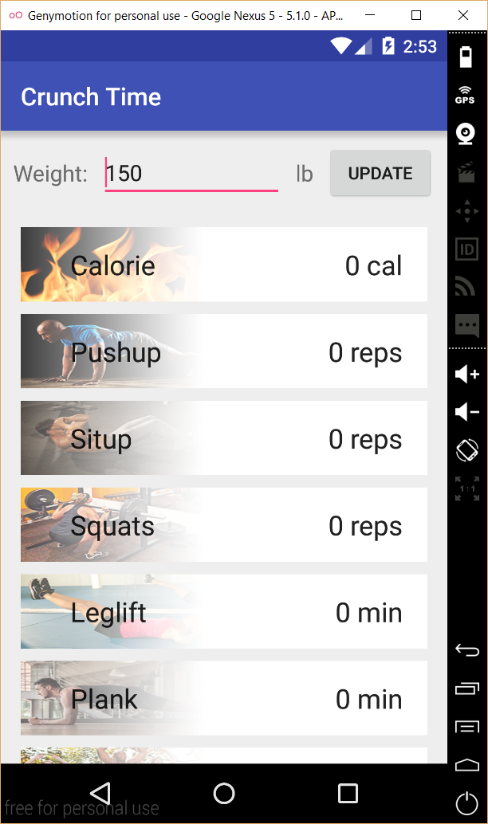 Genymotion for personal use - Google Nexus 5 - 5.1.0 - AP...
2:53
GPS
Crunch Time
Weight: 150 lb UPDATE
ID
Calorie 0 cal
Pushup 0 reps
Situp 0 reps
1:1
Squats 0 reps
Leglift 0 min
Plank 0 min
free for personal use